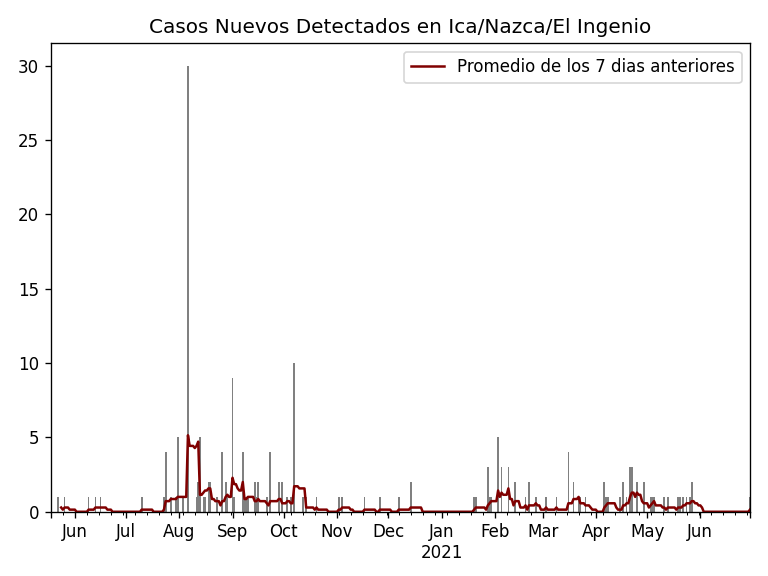 Casos Nuevos Detectados en Ica/Nazca/El Ingenio
Promedio de los 7 dias anteriores
30
25
20
15
10
5
0
Jun Jul Aug Sep Oct Nov Dec Jan Feb Mar Apr May Jun
2021